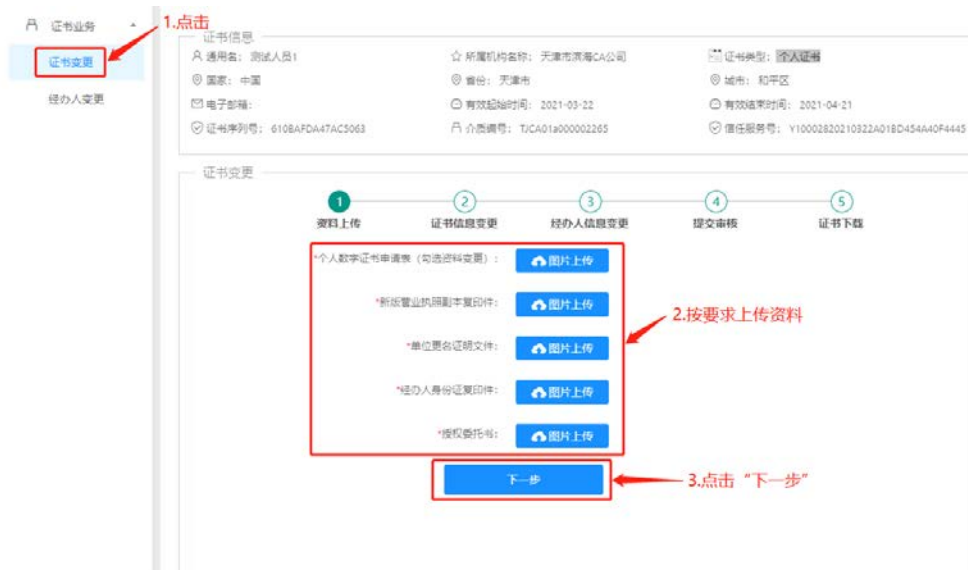 证书业务
证书变更
经办人变更
1.点击
证书信息
通用名： 测试人员1
所属机构名称： 天津市滨海CA公司
证书类型： 个人证书
国家： 中国
省份： 天津市
城市： 和平区
电子邮箱：
有效起始时间： 2021-03-22
有效结束时间： 2021-04-21
证书序列号： 610BAFDA47AC5063
介质编号： TJCA01a000002265
信任服务号： Y10002820210322A01BD454A40F4445
证书变更
1
2
3
4
5
资料上传
证书信息变更
经办人信息变更
提交审核
证书下载
*个人数字证书申请表（勾选资料变更）：
图片上传
*新版营业执照副本复印件：
图片上传
2.按要求上传资料
*单位更名证明文件：
图片上传
*经办人身份证复印件：
图片上传
*授权委托书：
图片上传
下一步
3.点击“下一步”